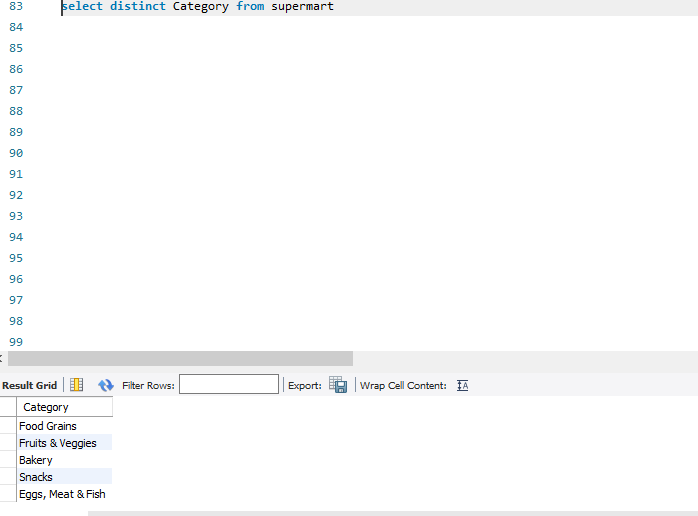 83 select distinct Category from supermart
84
85
86
87
88
89
90
91
92
93
94
95
96
97
98
99
Result Grid Filter Rows: Export: Wrap Cell Content:
Category
Food Grains
Fruits & Veggies
Bakery
Snacks
Eggs, Meat & Fish